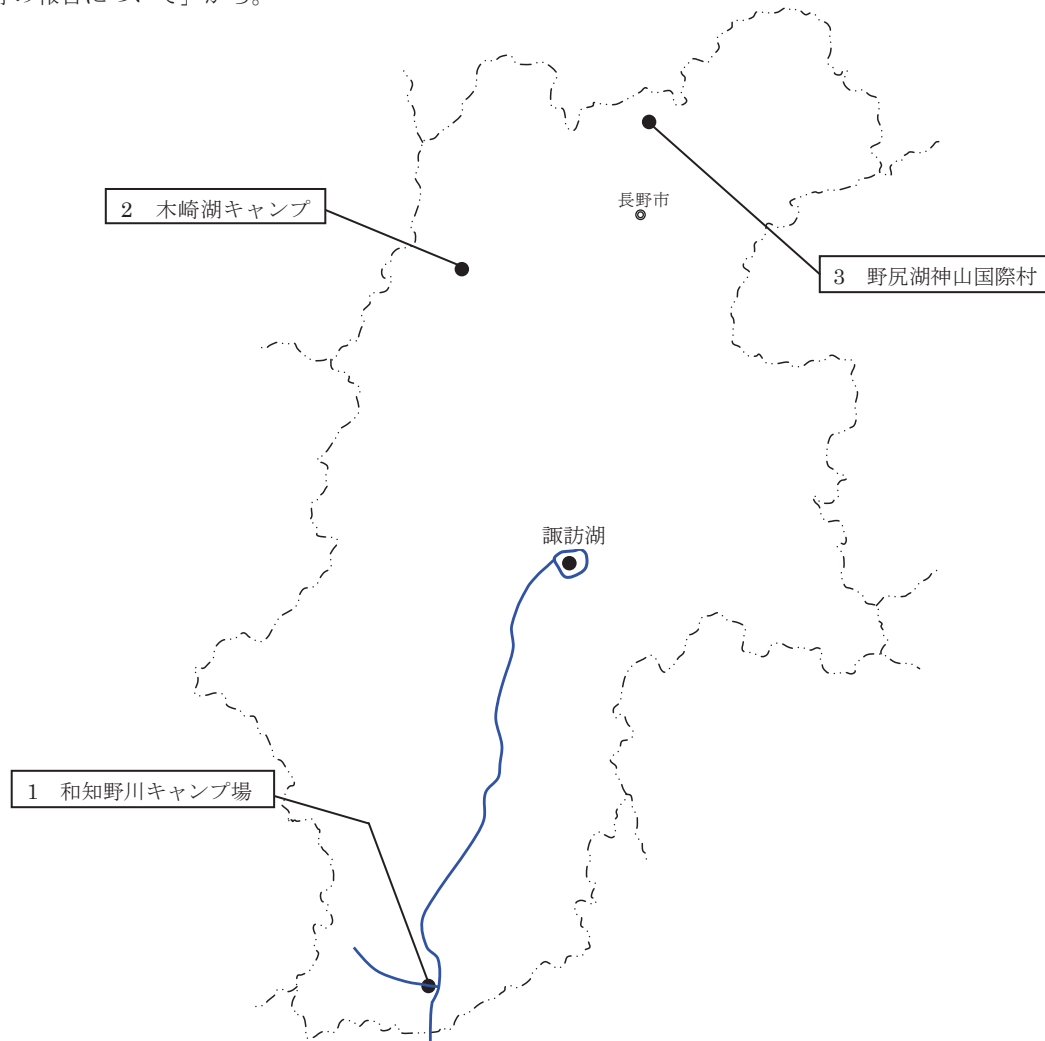 の報告について」から。
長野市
2 木崎湖キャンプ
3 野尻湖神山国際村
諏訪湖
1 和知野川キャンプ場